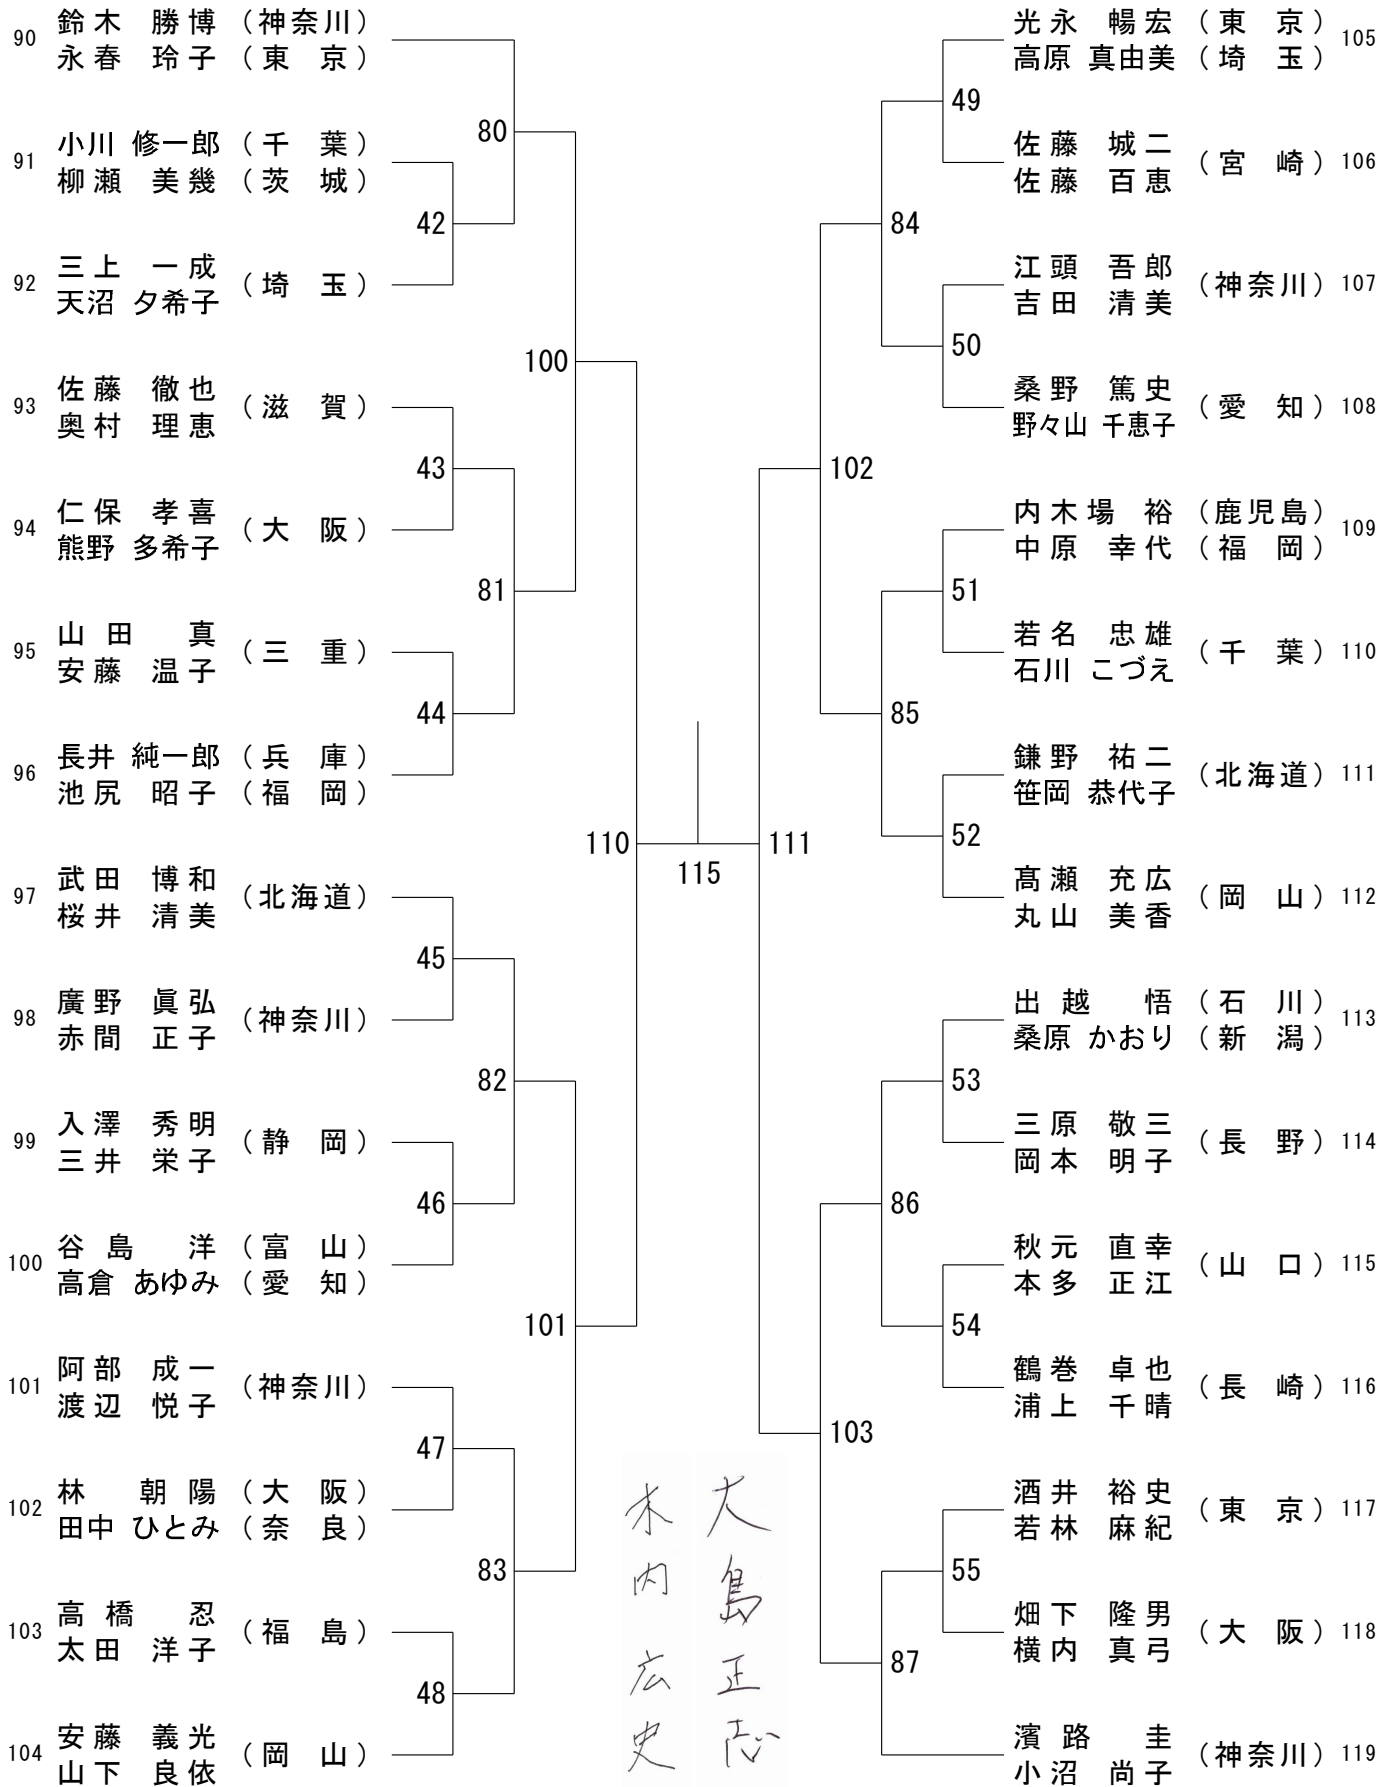 90 鈴木 勝博 (神奈川)
永春 玲子 (東 京)
91 小川 修一郎 (千 葉)
柳瀬 美幾 (茨 城)
92 三上 一成 (埼 玉)
天沼 夕希子
93 佐藤 徹也 (滋 賀)
奥村 理恵
94 仁保 孝喜 (大 阪)
熊野 多希子
95 山田 真 (三 重)
安藤 温子
96 長井 純一郎 (兵 庫)
池尻 昭子 (福 岡)
97 武田 博和 (北海道)
桜井 清美
98 廣野 眞弘 (神奈川)
赤間 正子
99 入澤 秀明 (静 岡)
三井 栄子
100 谷島 洋 (富 山)
高倉 あゆみ (愛 知)
101 阿部 成一 (神奈川)
渡辺 悦子
102 林 朝陽 (大 阪)
田中 ひとみ (奈 良)
103 高橋 忍 (福 島)
太田 洋子
104 安藤 義光 (岡 山)
山下 良依
80
42
100
43
81
44
110
45
82
46
101
47
83
48
115
111
102
103
49
84
50
51
85
52
53
86
54
55
87
光永 暢宏 (東 京) 105
高原 真由美 (埼 玉)
佐藤 城二 (宮 崎) 106
佐藤 百恵
江頭 吾郎 (神奈川) 107
吉田 清美
桑野 篤史 (愛 知) 108
野々山 千恵子
内木場 裕 (鹿児島) 109
中原 幸代 (福 岡)
若名 忠雄 (千 葉) 110
石川 こづえ
鎌野 祐二 (北海道) 111
笹岡 恭代子
髙瀬 充広 (岡 山) 112
丸山 美香
出越 悟 (石 川) 113
桑原 かおり (新 潟)
三原 敬三 (長 野) 114
岡本 明子
秋元 直幸 (山 口) 115
本多 正江
鶴巻 卓也 (長 崎) 116
浦上 千晴
酒井 裕史 (東 京) 117
若林 麻紀
畑下 隆男 (大 阪) 118
横内 真弓
濱路 圭 (神奈川) 119
小沼 尚子
大島正志
木内広史